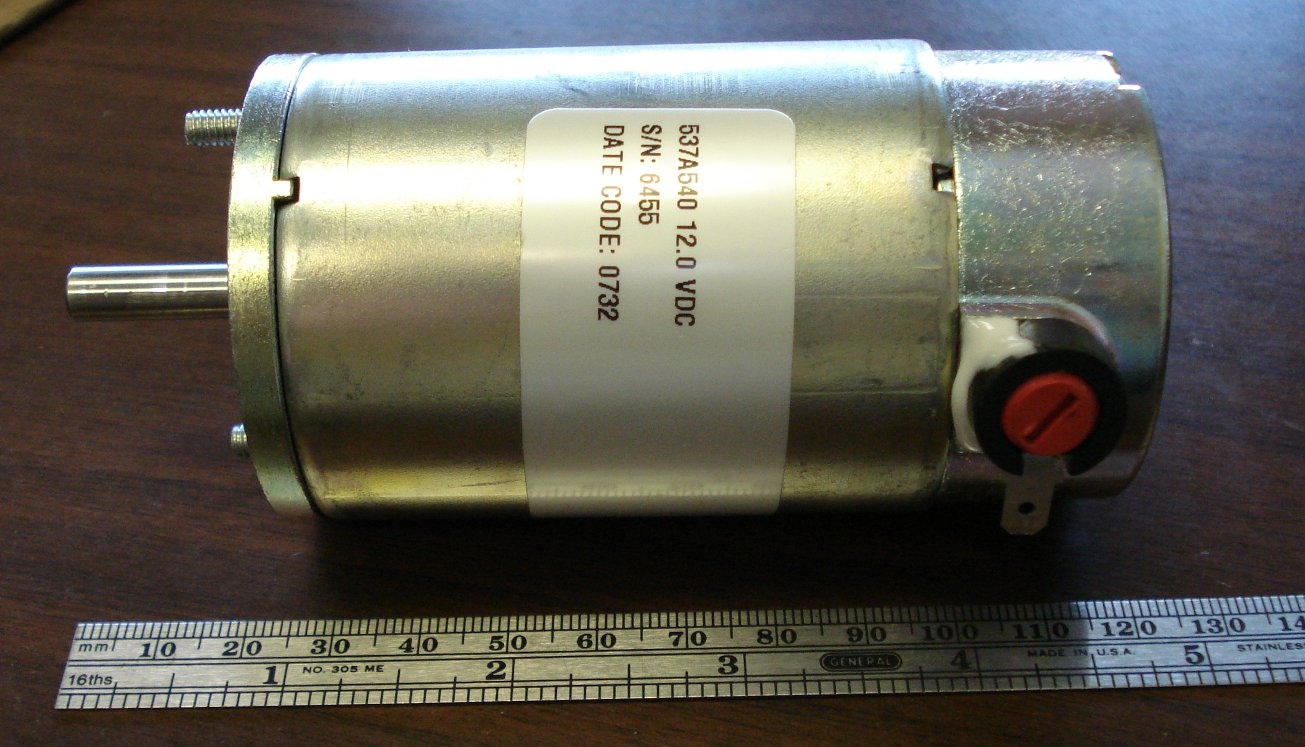 537A540 12.0 VDC
S/N: 6455
DATE CODE: 0732
mm 10 20 30 40 50 60 70 80 90 100 110 120 130 14
16ths 1 NO. 305 ME 2 3 GENERAL 4 MADE IN U.S.A. 5 STAINLESS